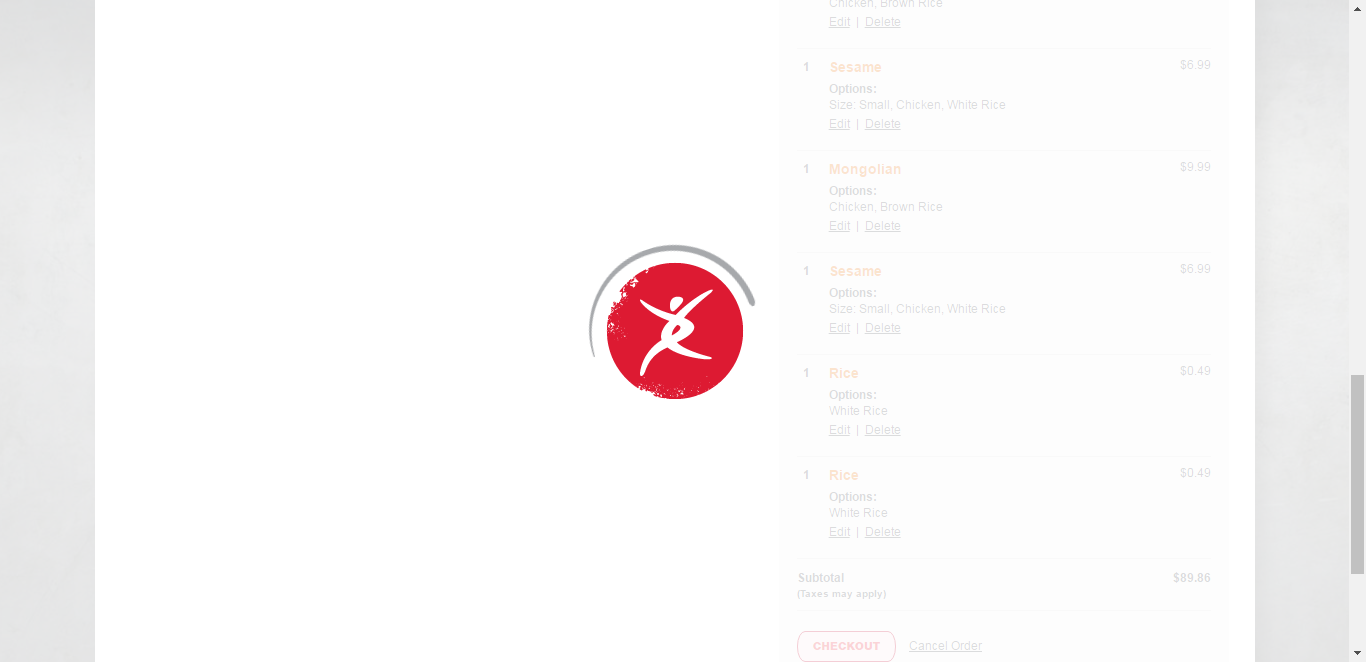 Chicken, Brown Rice
Edit | Delete
1 Sesame $6.99
Options:
Size: Small, Chicken, White Rice
Edit | Delete
1 Mongolian $9.99
Options:
Chicken, Brown Rice
Edit | Delete
1 Sesame $6.99
Options:
Size: Small, Chicken, White Rice
Edit | Delete
1 Rice $0.49
Options:
White Rice
Edit | Delete
1 Rice $0.49
Options:
White Rice
Edit | Delete
Subtotal $89.86
(Taxes may apply)
CHECKOUT Cancel Order